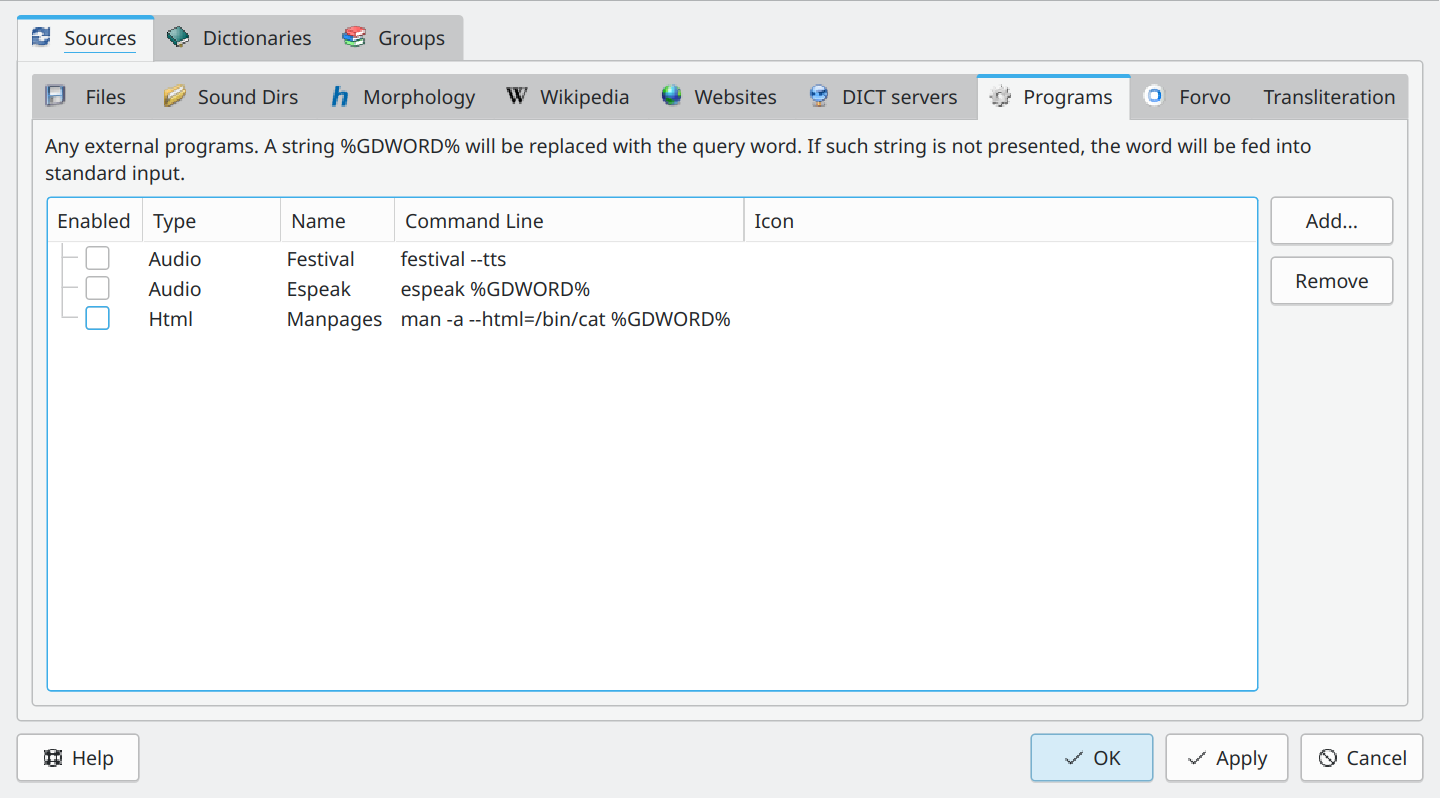 Sources Dictionaries Groups
Files Sound Dirs Morphology Wikipedia Websites DICT servers Programs Forvo Transliteration
Any external programs. A string %GDWORD% will be replaced with the query word. If such string is not presented, the word will be fed into
standard input.
Enabled Type Name Command Line Icon
Add...
Audio Festival festival --tts
Remove
Audio Espeak espeak %GDWORD%
Html Manpages man -a --html=/bin/cat %GDWORD%
Help OK Apply Cancel